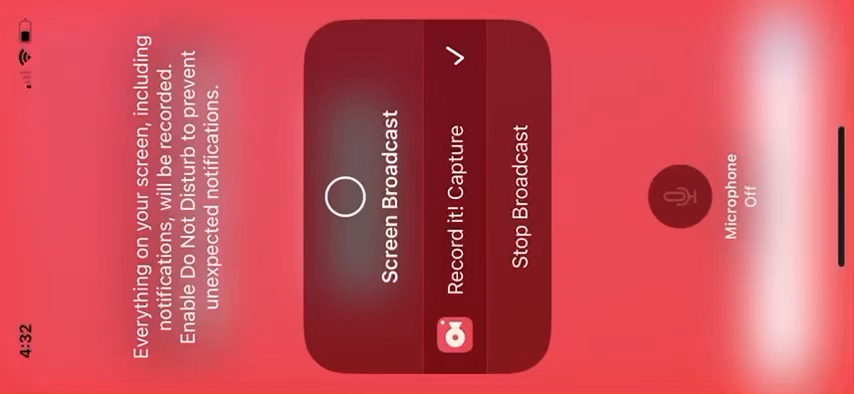 4:32
Everything on your screen, including
notifications, will be recorded.
Enable Do Not Disturb to prevent
unexpected notifications.
Screen Broadcast
Record it! Capture
Stop Broadcast
Microphone
Off